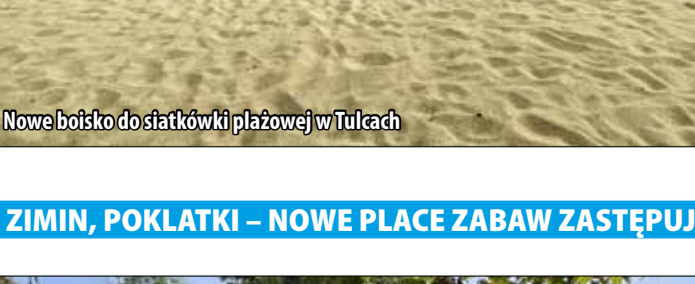 Nowe boisko do siatkówki plażowej w Tulcach
ZIMIN, POKLATKI – NOWE PLACE ZABAW ZASTĘPUJ